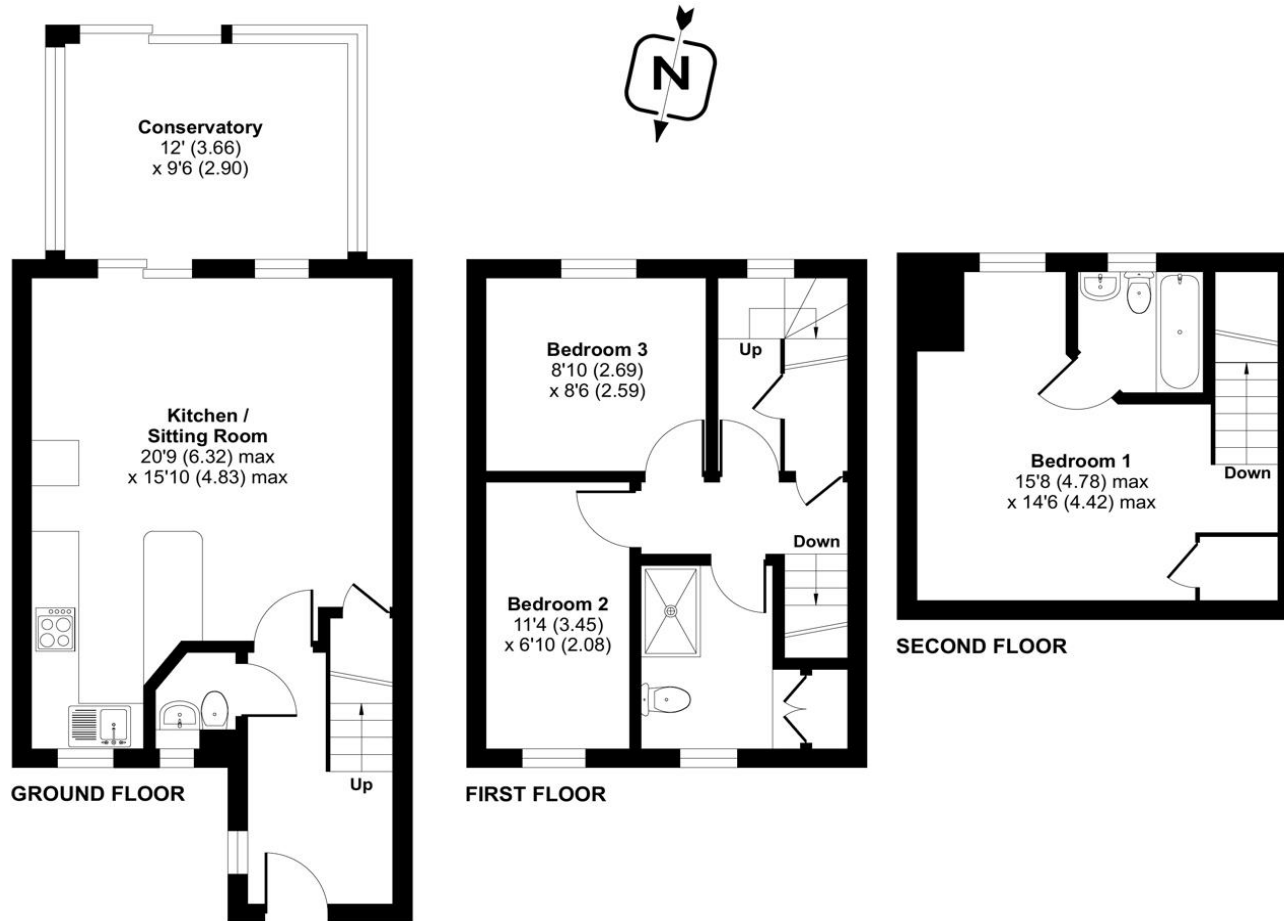 N
Conservatory
12' (3.66)
x 9'6 (2.90)
Kitchen /
Sitting Room
20'9 (6.32) max
x 15'10 (4.83) max
Up
GROUND FLOOR
Bedroom 3
8'10 (2.69)
x 8'6 (2.59)
Up
Down
Bedroom 2
11'4 (3.45)
x 6'10 (2.08)
FIRST FLOOR
Bedroom 1
15'8 (4.78) max
x 14'6 (4.42) max
Down
SECOND FLOOR